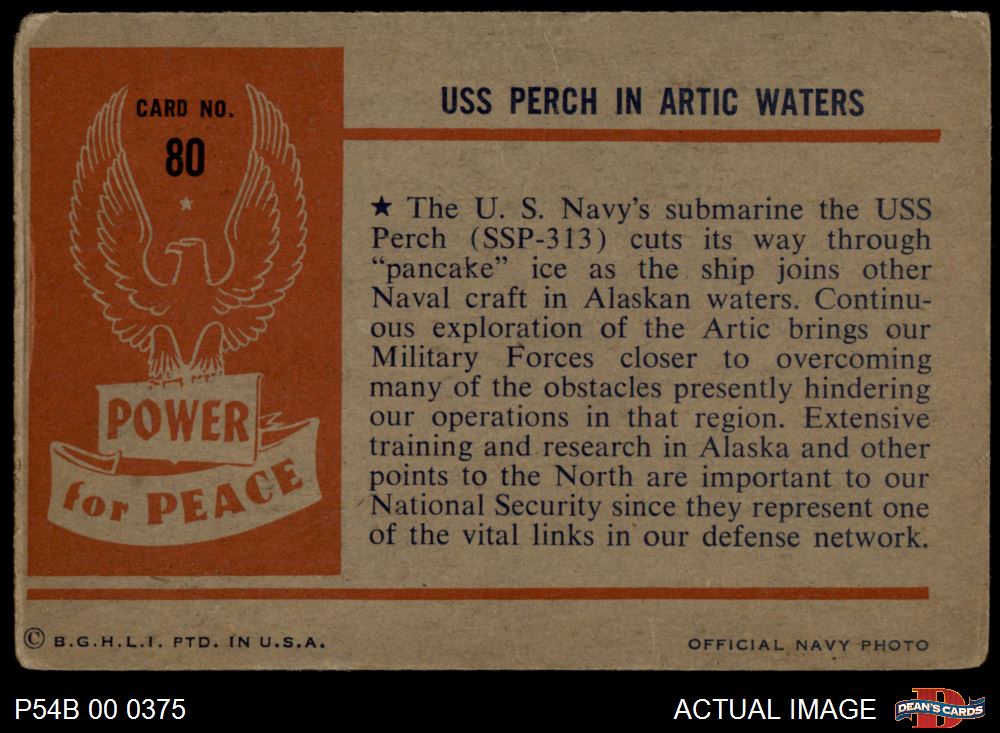 CARD NO.
80
POWER
for PEACE
USS PERCH IN ARTIC WATERS
★ The U. S. Navy's submarine the USS
Perch (SSP-313) cuts its way through
“pancake” ice as the ship joins other
Naval craft in Alaskan waters. Continu-
ous exploration of the Artic brings our
Military Forces closer to overcoming
many of the obstacles presently hindering
our operations in that region. Extensive
training and research in Alaska and other
points to the North are important to our
National Security since they represent one
of the vital links in our defense network.
© B.G.H.L.I. PTD. IN U.S.A.
OFFICIAL NAVY PHOTO
P54B 00 0375
ACTUAL IMAGE
D
DEAN'S CARDS